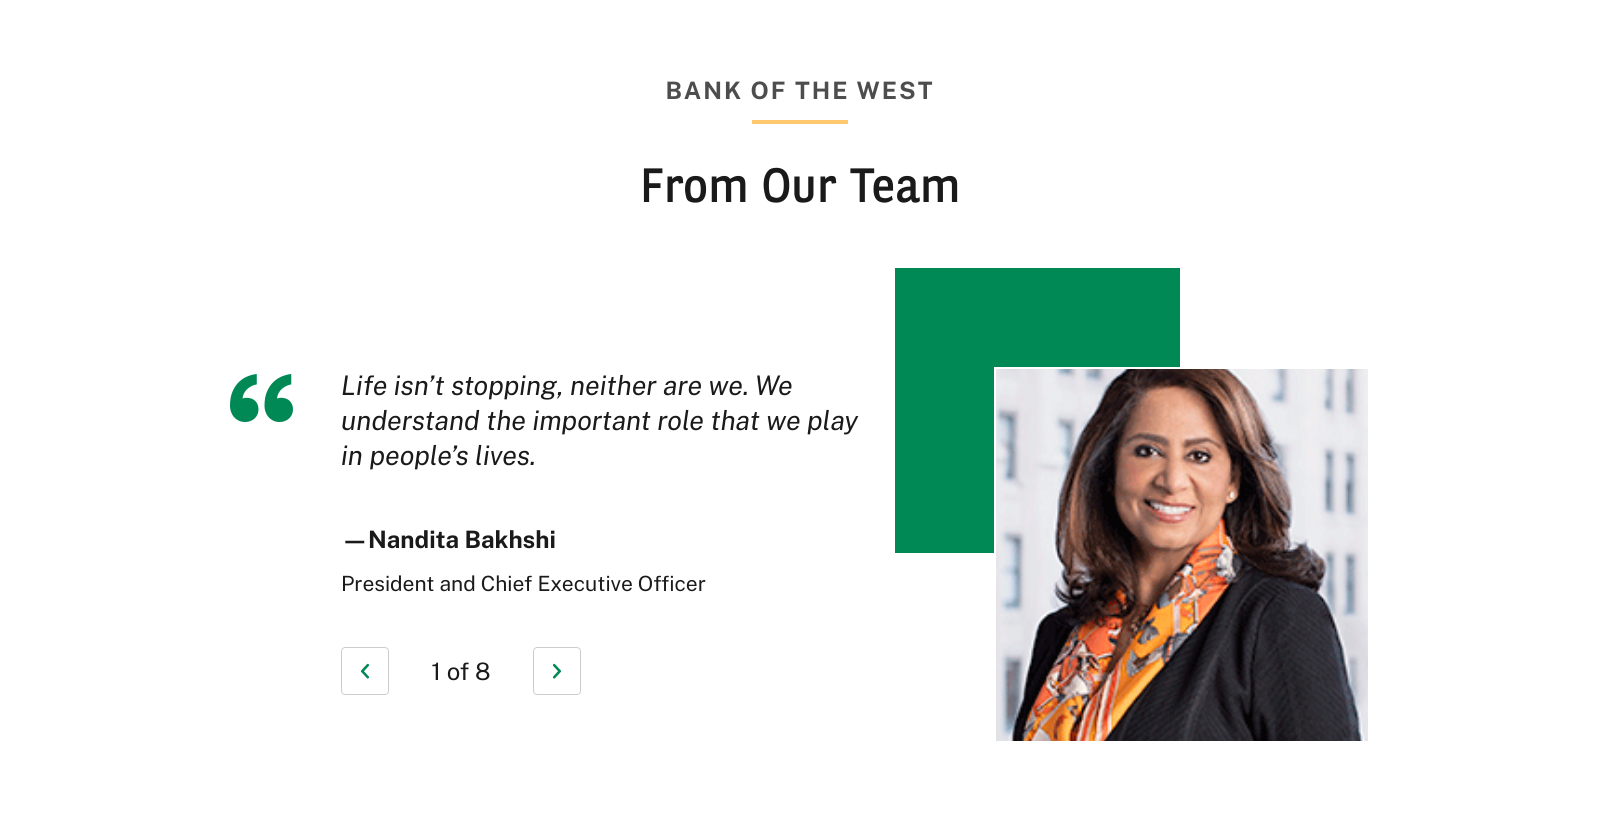 BANK OF THE WEST
From Our Team
“
Life isn’t stopping, neither are we. We
understand the important role that we play
in people’s lives.
—Nandita Bakhshi
President and Chief Executive Officer
1 of 8